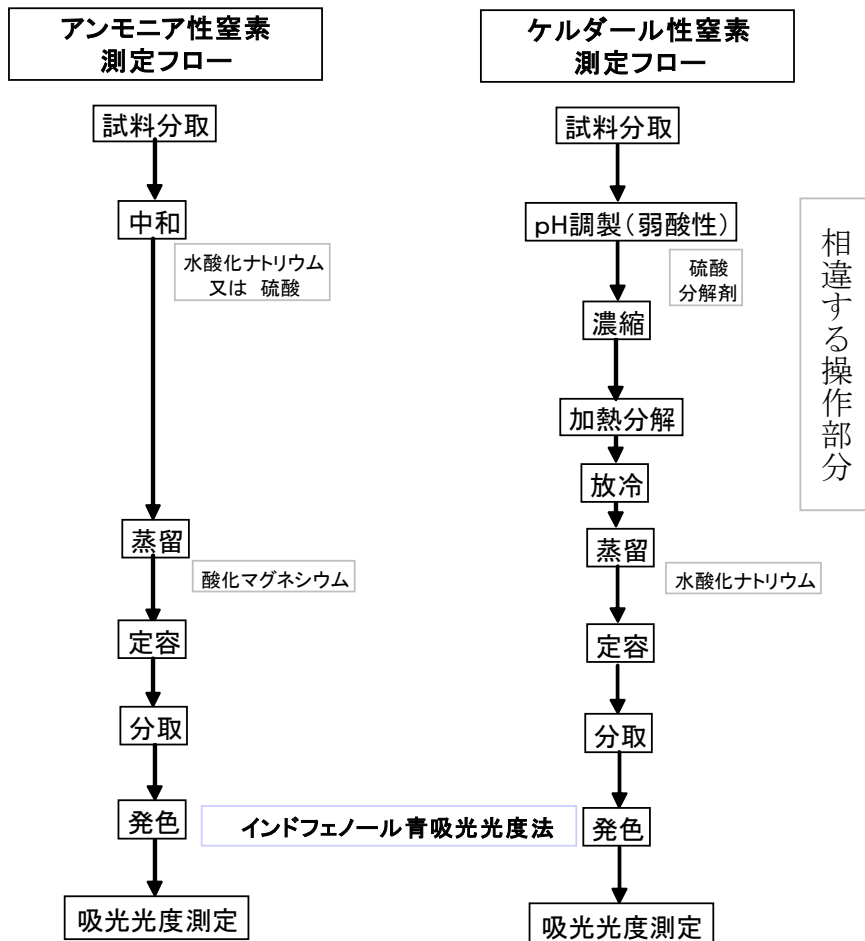 アンモニア性窒素
測定フロー
試料分取
中和
水酸化ナトリウム
又は 硫酸
蒸留
酸化マグネシウム
定容
分取
発色
吸光光度測定
インドフェノール青吸光光度法
ケルダール性窒素
測定フロー
試料分取
pH調製(弱酸性)
硫酸
分解剤
濃縮
加熱分解
放冷
蒸留
水酸化ナトリウム
定容
分取
発色
吸光光度測定
相違する操作部分